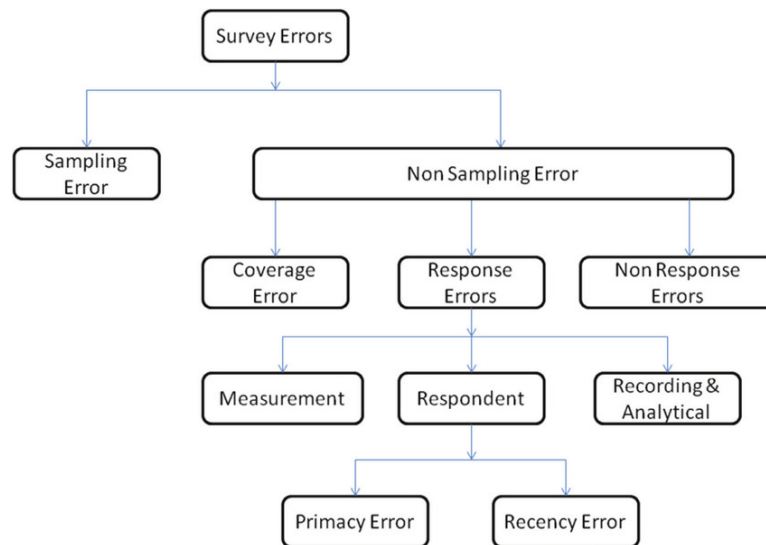 Survey Errors
Sampling
Error
Non Sampling Error
Coverage
Error
Response
Errors
Non Response
Errors
Measurement
Respondent
Recording &
Analytical
Primacy Error
Recency Error